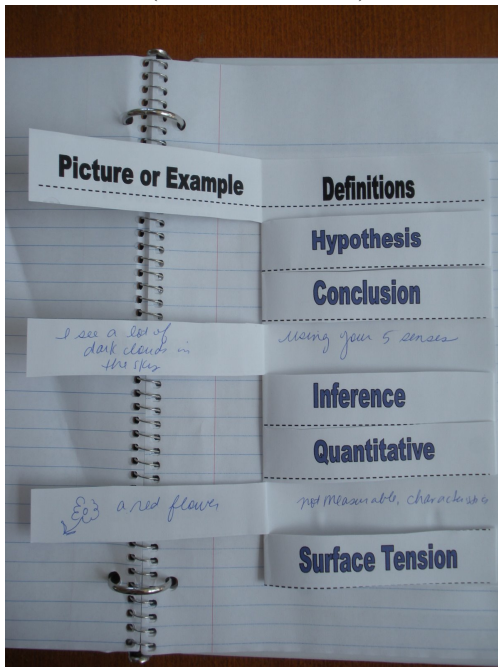 Picture or Example
Definitions
Hypothesis
Conclusion
I see a lot of
dark clouds in
the sky
using your 5 senses
Inference
Quantitative
a red flower
not measurable, characteristics
Surface Tension